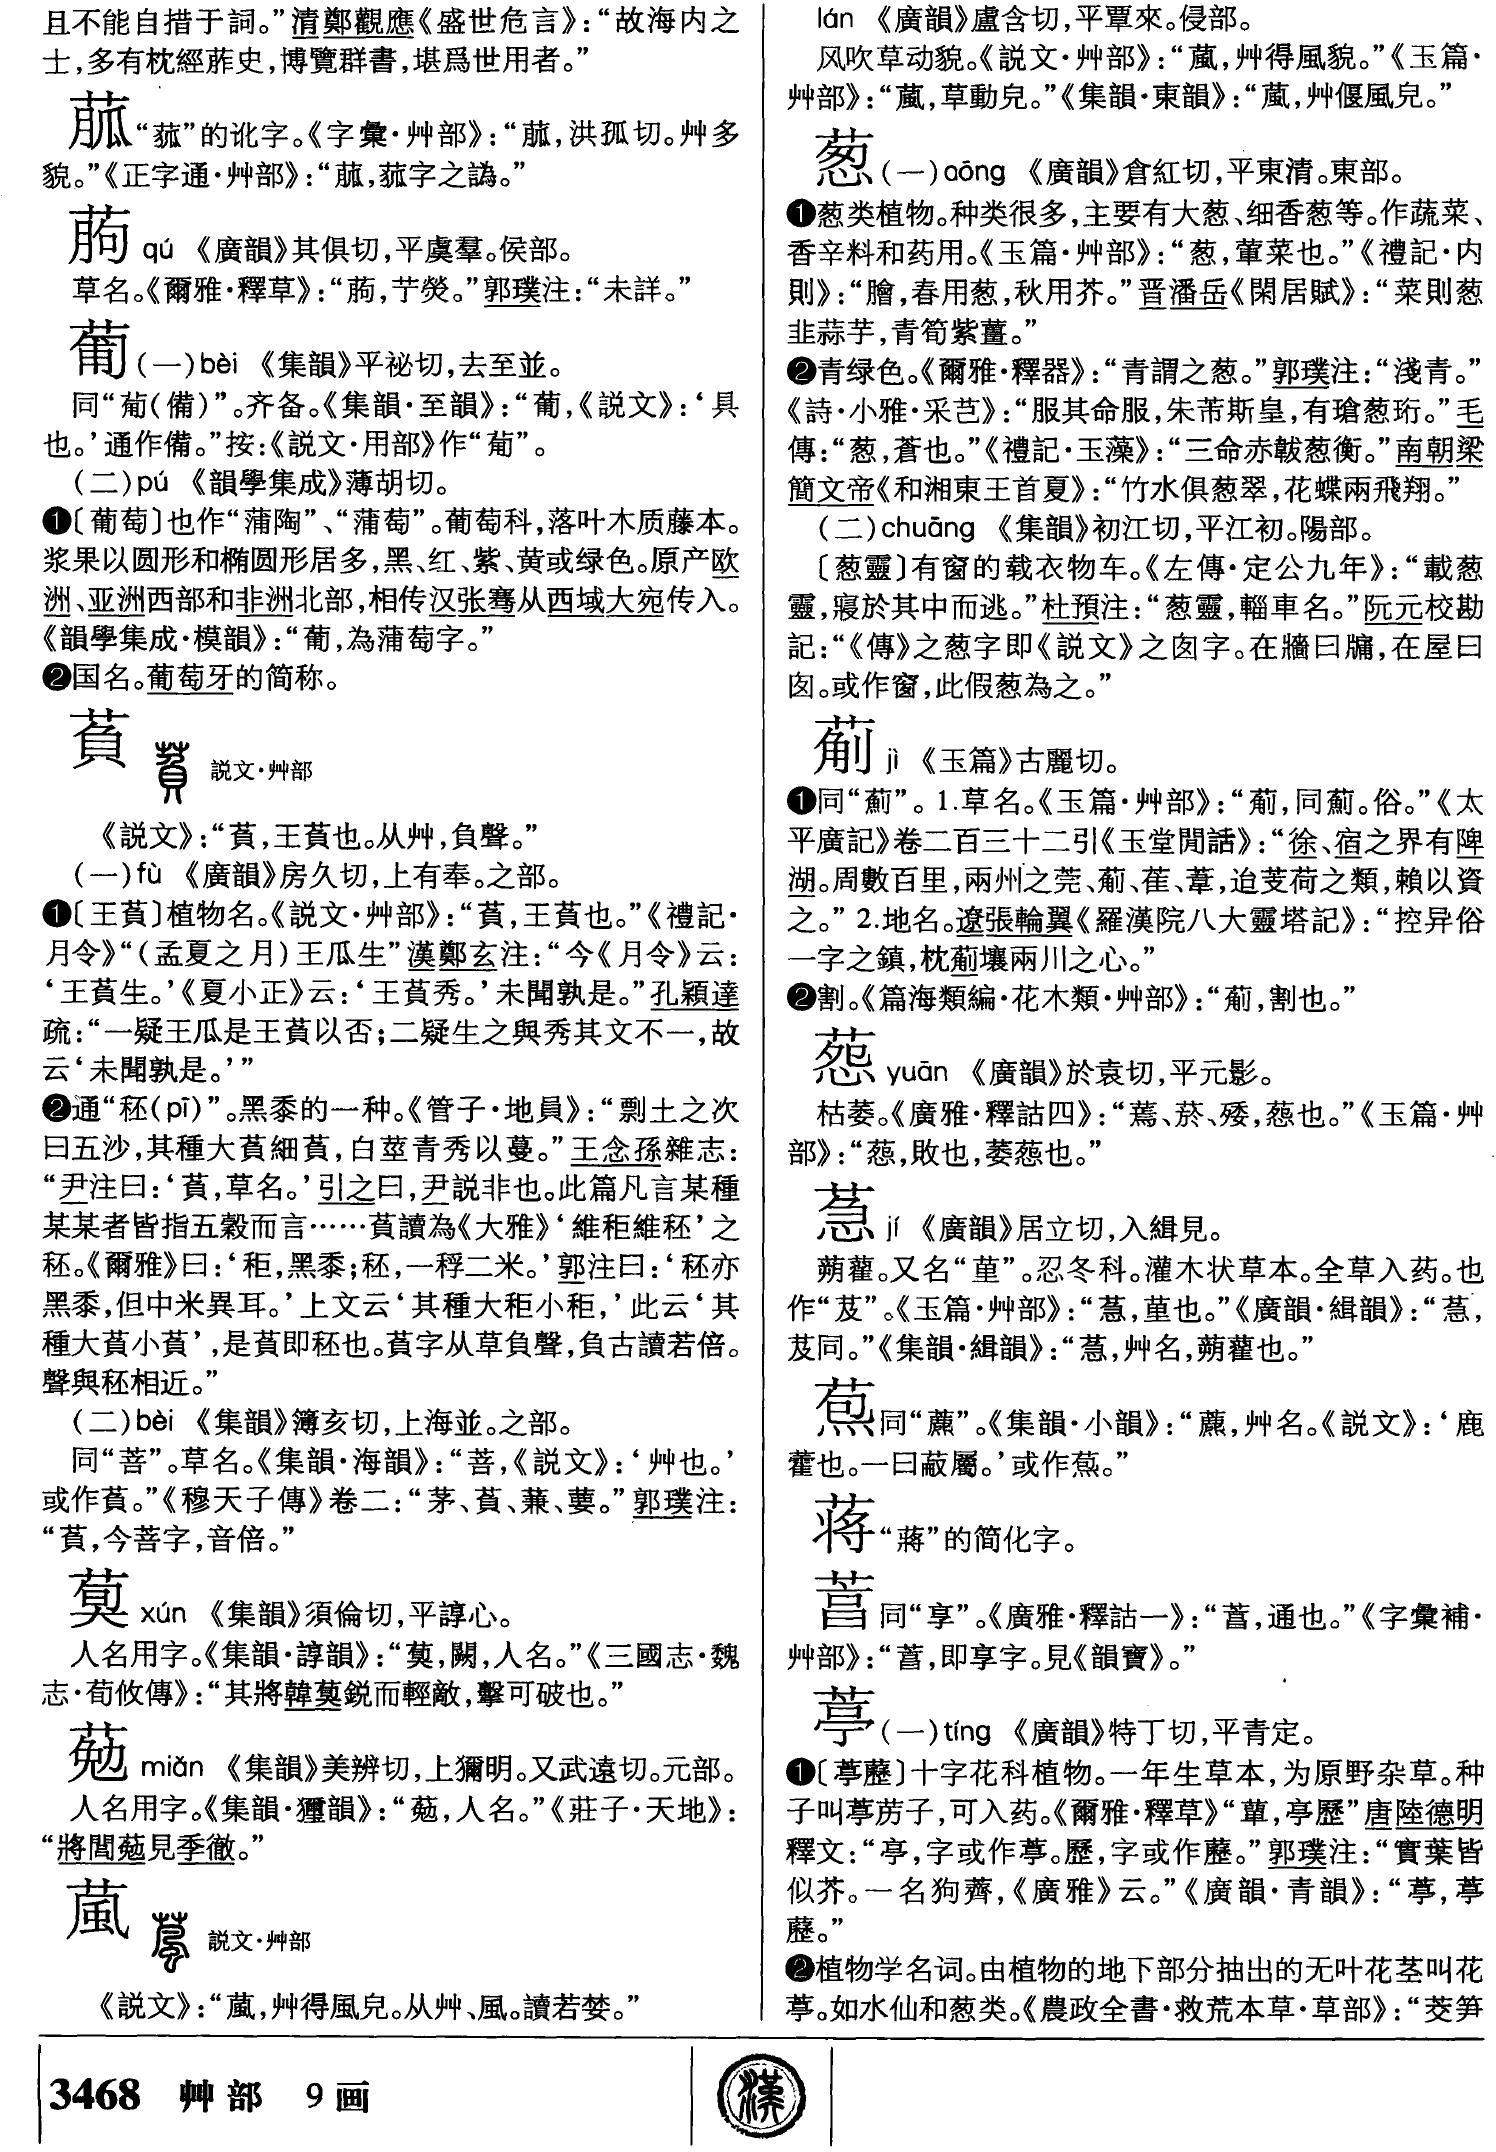 且不能自措于詞。”清鄭觀應《盛世危言》：“故海内之
士，多有枕經葄史，博覽群書，堪爲世用者。”
“菰”的讹字。《字彙·艸部》：“，洪孤切。艸多
貌。”《正字通·艸部》：“，菰字之譌。”
蒟 qú 《廣韻》其俱切，平虞羣。侯部。
草名。《爾雅·釋草》：“，芐熒。”郭璞注：“未詳。”
葡(一)bèi 《集韻》平祕切，去至並。
同“䔒(備)”。齐备。《集韻·至韻》：“葡，《説文》：‘具
也。’通作備。”按：《説文·用部》作“”。
(二)pú 《韻學集成》薄胡切。
❶〔葡萄〕也作“蒲陶”、“蒲萄”。葡萄科，落叶木质藤本。
浆果以圆形和椭圆形居多，黑、红、紫、黄或绿色。原产欧
洲、亚洲西部和非洲北部，相传汉张骞从西域大宛传入。
《韻學集成·模韻》：“葡，為蒲萄字。”
❷国名。葡萄牙的简称。
萯 説文·艸部
《説文》：“萯，王萯也。从艸，負聲。”
(一)fù 《廣韻》房久切，上有奉。之部。
❶〔王萯〕植物名。《説文·艸部》：“萯，王萯也。”《禮記·
月令》“(孟夏之月)王瓜生”漢鄭玄注：“今《月令》云：
‘王萯生。’《夏小正》云：‘王萯秀。’未聞孰是。”孔穎達
疏：“一疑王瓜是王萯以否；二疑生之與秀其文不一，故
云‘未聞孰是。’”
❷通“秠(pī)”。黑黍的一种。《管子·地員》：“剽土之次
曰五沙，其種大萯細萯，白莖青秀以蔓。”王念孫雜志：
“尹注曰：‘萯，草名。’引之曰，尹説非也。此篇凡言某種
某某者皆指五穀而言……萯讀為《大雅》‘維秬維秠’之
秠。《爾雅》曰：‘秬，黑黍；秠，一稃二米。’郭注曰：‘秠亦
黑黍，但中米異耳。’上文云‘其種大秬小秬，’此云‘其
種大萯小萯’，是萯即秠也。萯字从草負聲，負古讀若倍。
聲與秠相近。”
(二)bèi 《集韻》簿亥切，上海並。之部。
同“菩”。草名。《集韻·海韻》：“菩，《説文》：‘艸也。’
或作萯。”《穆天子傳》卷二：“茅、萯、蒹、葽。”郭璞注：
“萯，今菩字，音倍。”
䓳 xún 《集韻》須倫切，平諄心。
人名用字。《集韻·諄韻》：“，闕，人名。”《三國志·魏
志·荀攸傳》：“其將韓鋭而輕敵，擊可破也。”
葂 miǎn 《集韻》美辨切，上獮明。又武遠切。元部。
人名用字。《集韻·㺛韻》：“葂，人名。”《莊子·天地》：
“將閭葂見季徹。”
葻 説文·艸部
《説文》：“葻，艸得風皃。从艸、風。讀若婪。”
lán 《廣韻》盧含切，平覃來。侵部。
风吹草动貌。《説文·艸部》：“葻，艸得風貌。”《玉篇·
艸部》：“葻，草動皃。”《集韻·東韻》：“葻，艸偃風皃。”
葱(一)cōng 《廣韻》倉紅切，平東清。東部。
❶葱类植物。种类很多，主要有大葱、细香葱等。作蔬菜、
香辛料和药用。《玉篇·艸部》：“葱，葷菜也。”《禮記·内
則》：“膾，春用葱，秋用芥。”晋潘岳《閑居賦》：“菜則葱
韭蒜芋，青筍紫薑。”
❷青绿色。《爾雅·釋器》：“青謂之葱。”郭璞注：“淺青。”
《詩·小雅·采芑》：“服其命服，朱芾斯皇，有瑲葱珩。”毛
傳：“葱，蒼也。”《禮記·玉藻》：“三命赤韍葱衡。”南朝梁
簡文帝《和湘東王首夏》：“竹水俱葱翠，花蝶兩飛翔。”
(二)chuāng 《集韻》初江切，平江初。陽部。
〔葱靈〕有窗的载衣物车。《左傳·定公九年》：“載葱
靈，寢於其中而逃。”杜預注：“葱靈，輜車名。”阮元校勘
記：“《傳》之葱字即《説文》之囱字。在牆曰牖，在屋曰
囱。或作窗，此假葱為之。”
葪 jì 《玉篇》古麗切。
❶同“薊”。1.草名。《玉篇·艸部》：“葪，同薊。俗。”《太
平廣記》卷二百三十二引《玉堂閒話》：“徐、宿之界有陴
湖。周數百里，兩州之莞、葪、萑、葦，迨芰荷之類，賴以資
之。”2.地名。遼張輪翼《羅漢院八大靈塔記》：“控异俗
一字之鎮，枕葪壤兩川之心。”
❷割。《篇海類編·花木類·艸部》：“葪，割也。”
葾 yuān 《廣韻》於袁切，平元影。
枯萎。《廣雅·釋詁四》：“蔫、菸、矮，葾也。”《玉篇·艸
部》：“葾，敗也，萎葾也。”
蒠 jí 《廣韻》居立切，入緝見。
蒴藋。又名“堇”。忍冬科。灌木状草本。全草入药。也
作“芨”。《玉篇·艸部》：“，堇也。”《廣韻·緝韻》：“，
芨同。”《集韻·緝韻》：“，艸名，蒴藋也。”
同“藨”。《集韻·小韻》：“藨，艸名。《説文》：‘鹿
藿也。一曰蔽屬。’或作。”
蒋“蔣”的简化字。
同“享”。《廣雅·釋詁一》：“，通也。”《字彙補·
艸部》：“，即享字。見《韻寶》。”
葶(一)tíng 《廣韻》特丁切，平青定。
❶〔葶藶〕十字花科植物。一年生草本，为原野杂草。种
子叫葶苈子，可入药。《爾雅·釋草》“蕇，亭歷”唐陸德明
釋文：“亭，字或作葶。歷，字或作藶。”郭璞注：“實葉皆
似芥。一名狗薺，《廣雅》云。”《廣韻·青韻》：“葶，葶
藶。”
❷植物学名词。由植物的地下部分抽出的无叶花茎叫花
葶。如水仙和葱类。《農政全書·救荒本草·草部》：“茭笋
3468 艸部 9画
漢